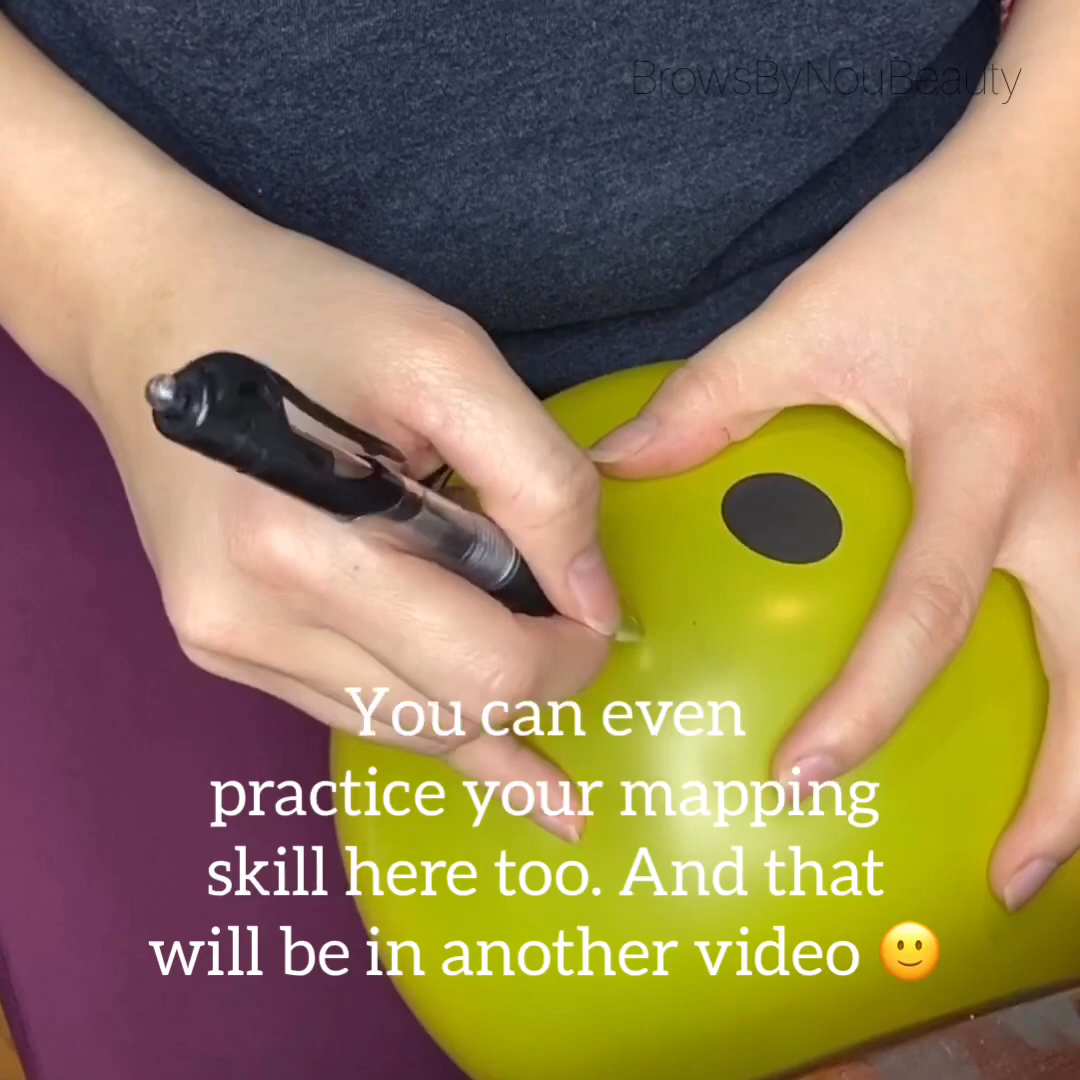 BrowsByNouBeauty
You can even
practice your mapping
skill here too. And that
will be in another video 🙂